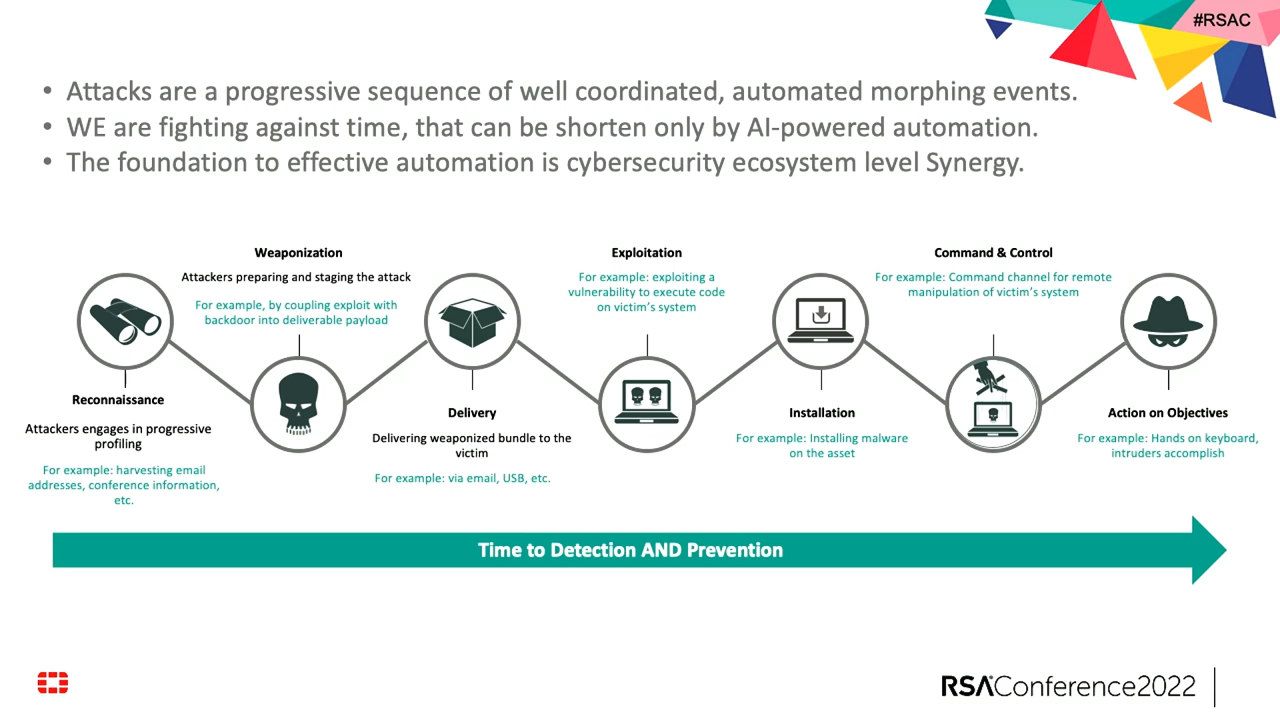 #RSAC
• Attacks are a progressive sequence of well coordinated, automated morphing events.
• WE are fighting against time, that can be shorten only by AI-powered automation.
• The foundation to effective automation is cybersecurity ecosystem level Synergy.
Reconnaissance
Attackers engages in progressive
profiling
For example: harvesting email
addresses, conference information,
etc.
Weaponization
Attackers preparing and staging the attack
For example, by coupling exploit with
backdoor into deliverable payload
Delivery
Delivering weaponized bundle to the
victim
For example: via email, USB, etc.
Exploitation
For example: exploiting a
vulnerability to execute code
on victim’s system
Installation
For example: Installing malware
on the asset
Command & Control
For example: Command channel for remote
manipulation of victim’s system
Action on Objectives
For example: Hands on keyboard,
intruders accomplish
Time to Detection AND Prevention
RSAConference2022